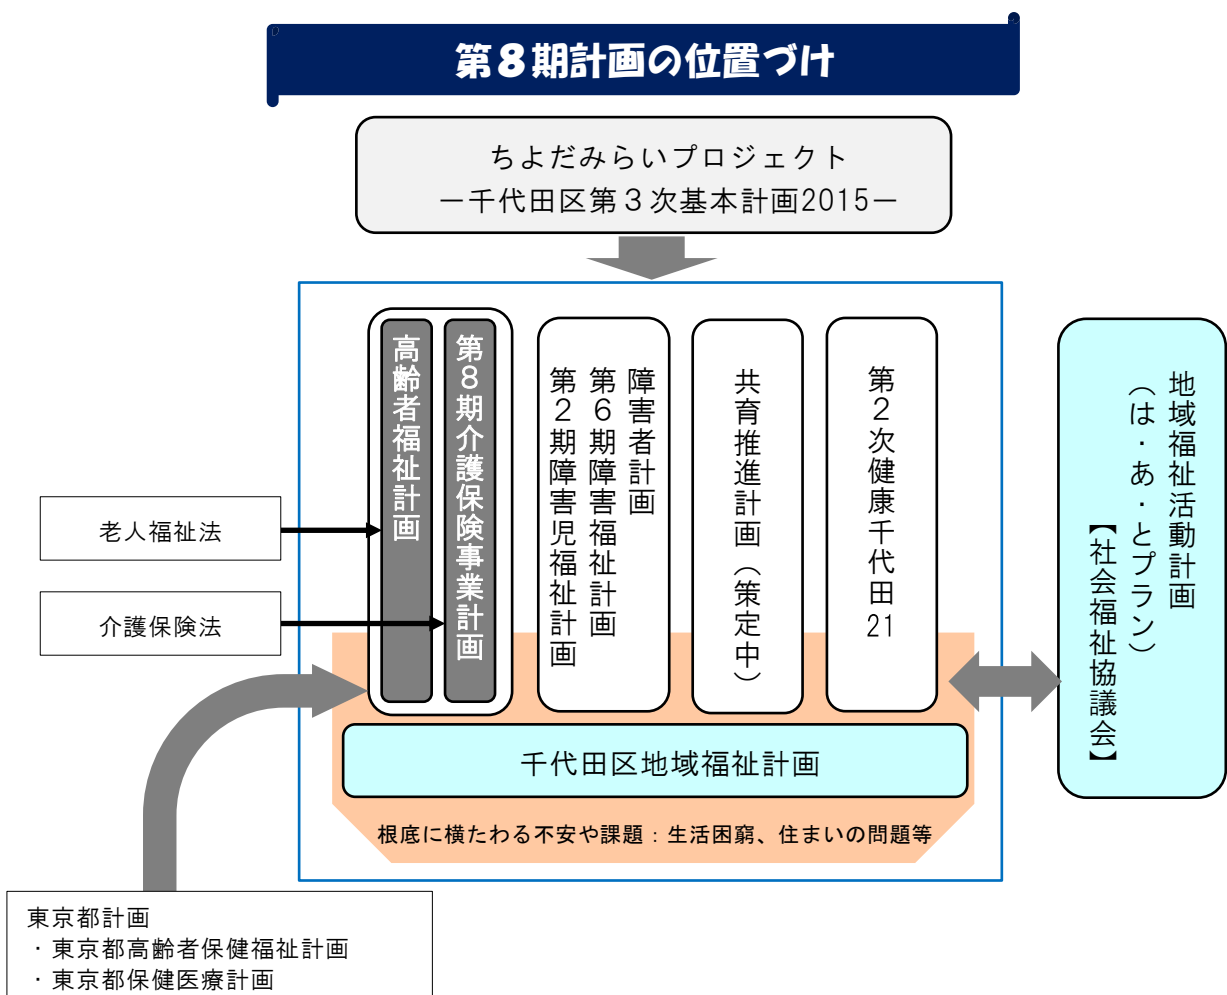 第8期計画の位置づけ
ちよだみらいプロジェクト
－千代田区第３次基本計画2015－
高齢者福祉計画
第８期介護保険事業計画
障害者計画
第６期障害福祉計画
第２期障害児福祉計画
共育推進計画（策定中）
第２次健康千代田21
地域福祉活動計画
（は・あ・とプラン）
【社会福祉協議会】
老人福祉法
介護保険法
千代田区地域福祉計画
根底に横たわる不安や課題：生活困窮、住まいの問題等
東京都計画
・東京都高齢者保健福祉計画
・東京都保健医療計画